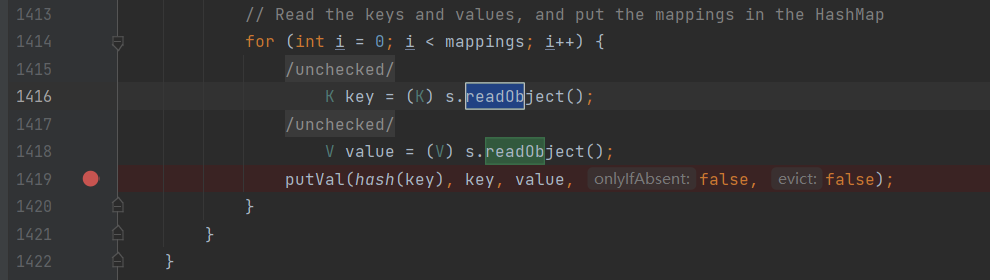 1413 // Read the keys and values, and put the mappings in the HashMap
1414 for (int i = 0; i < mappings; i++) {
1415 /unchecked/
1416 K key = (K) s.readObject();
1417 /unchecked/
1418 V value = (V) s.readObject();
1419 putVal(hash(key), key, value, onlyIfAbsent: false, evict: false);
1420 }
1421 }
1422 }